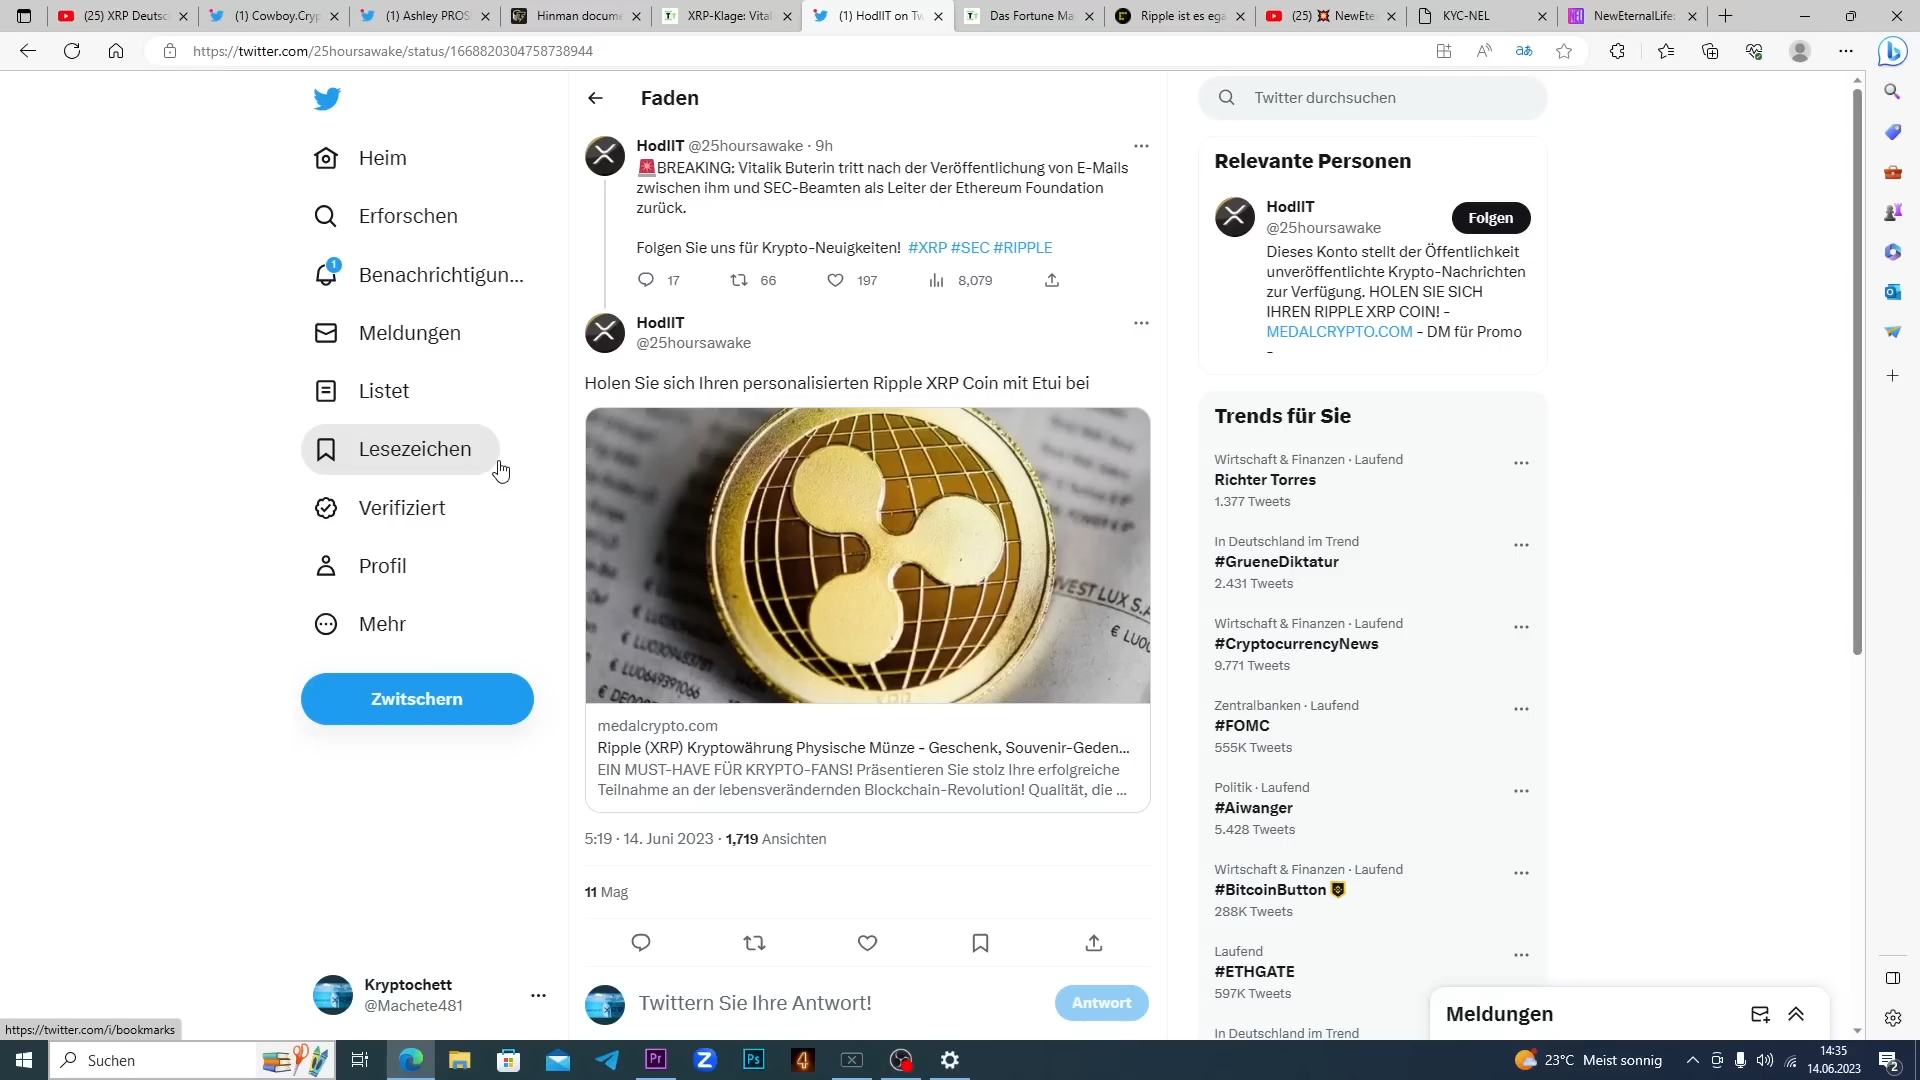 (25) XRP Deutsc
(1) Cowboy.Cryp
(1) Ashley PROS
Hinman docume
XRP-Klage: Vital
(1) HodlIT on Tw
Das Fortune Ma
Ripple ist es ega
(25) 💥 NewEte
KYC-NEL
NewEternalLife:
https://twitter.com/25hoursawake/status/1668820304758738944
Heim
Erforschen
1
Benachrichtigun...
Meldungen
Listet
Lesezeichen
Verifiziert
Profil
Mehr
Zwitschern
Kryptochett
@Machete481
https://twitter.com/i/bookmarks
Faden
HodlIT @25hoursawake · 9h
🚨BREAKING: Vitalik Buterin tritt nach der Veröffentlichung von E-Mails
zwischen ihm und SEC-Beamten als Leiter der Ethereum Foundation
zurück.
Folgen Sie uns für Krypto-Neuigkeiten! #XRP #SEC #RIPPLE
17 66 197 8,079
HodlIT
@25hoursawake
Holen Sie sich Ihren personalisierten Ripple XRP Coin mit Etui bei
INVEST LUX S.A
€ LU00
€ LU0649391066
medalcrypto.com
Ripple (XRP) Kryptowährung Physische Münze - Geschenk, Souvenir-Geden...
EIN MUST-HAVE FÜR KRYPTO-FANS! Präsentieren Sie stolz Ihre erfolgreiche
Teilnahme an der lebensverändernden Blockchain-Revolution! Qualität, die ...
5:19 · 14. Juni 2023 · 1,719 Ansichten
11 Mag
Twittern Sie Ihre Antwort!
Antwort
Twitter durchsuchen
Relevante Personen
HodlIT
@25hoursawake
Folgen
Dieses Konto stellt der Öffentlichkeit
unveröffentlichte Krypto-Nachrichten
zur Verfügung. HOLEN SIE SICH
IHREN RIPPLE XRP COIN! -
MEDALCRYPTO.COM - DM für Promo
-
Trends für Sie
Wirtschaft & Finanzen · Laufend
Richter Torres
1.377 Tweets
In Deutschland im Trend
#GrueneDiktatur
2.431 Tweets
Wirtschaft & Finanzen · Laufend
#CryptocurrencyNews
9.771 Tweets
Zentralbanken · Laufend
#FOMC
555K Tweets
Politik · Laufend
#Aiwanger
5.428 Tweets
Wirtschaft & Finanzen · Laufend
#BitcoinButton
288K Tweets
Laufend
#ETHGATE
597K Tweets
In Deutschland im Trend
Meldungen
Suchen
Pr
Z
Ps
4
23°C Meist sonnig
14:35
14.06.2023
2